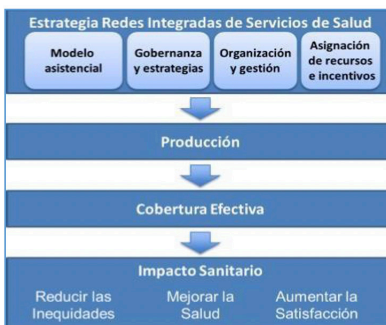 Estrategia Redes Integradas de Servicios de Salud
Modelo
asistencial
Gobernanza
y estrategias
Organización
y gestión
Asignación
de recursos
e incentivos
Producción
Cobertura Efectiva
Impacto Sanitario
Reducir las
Inequidades
Mejorar la
Salud
Aumentar la
Satisfacción